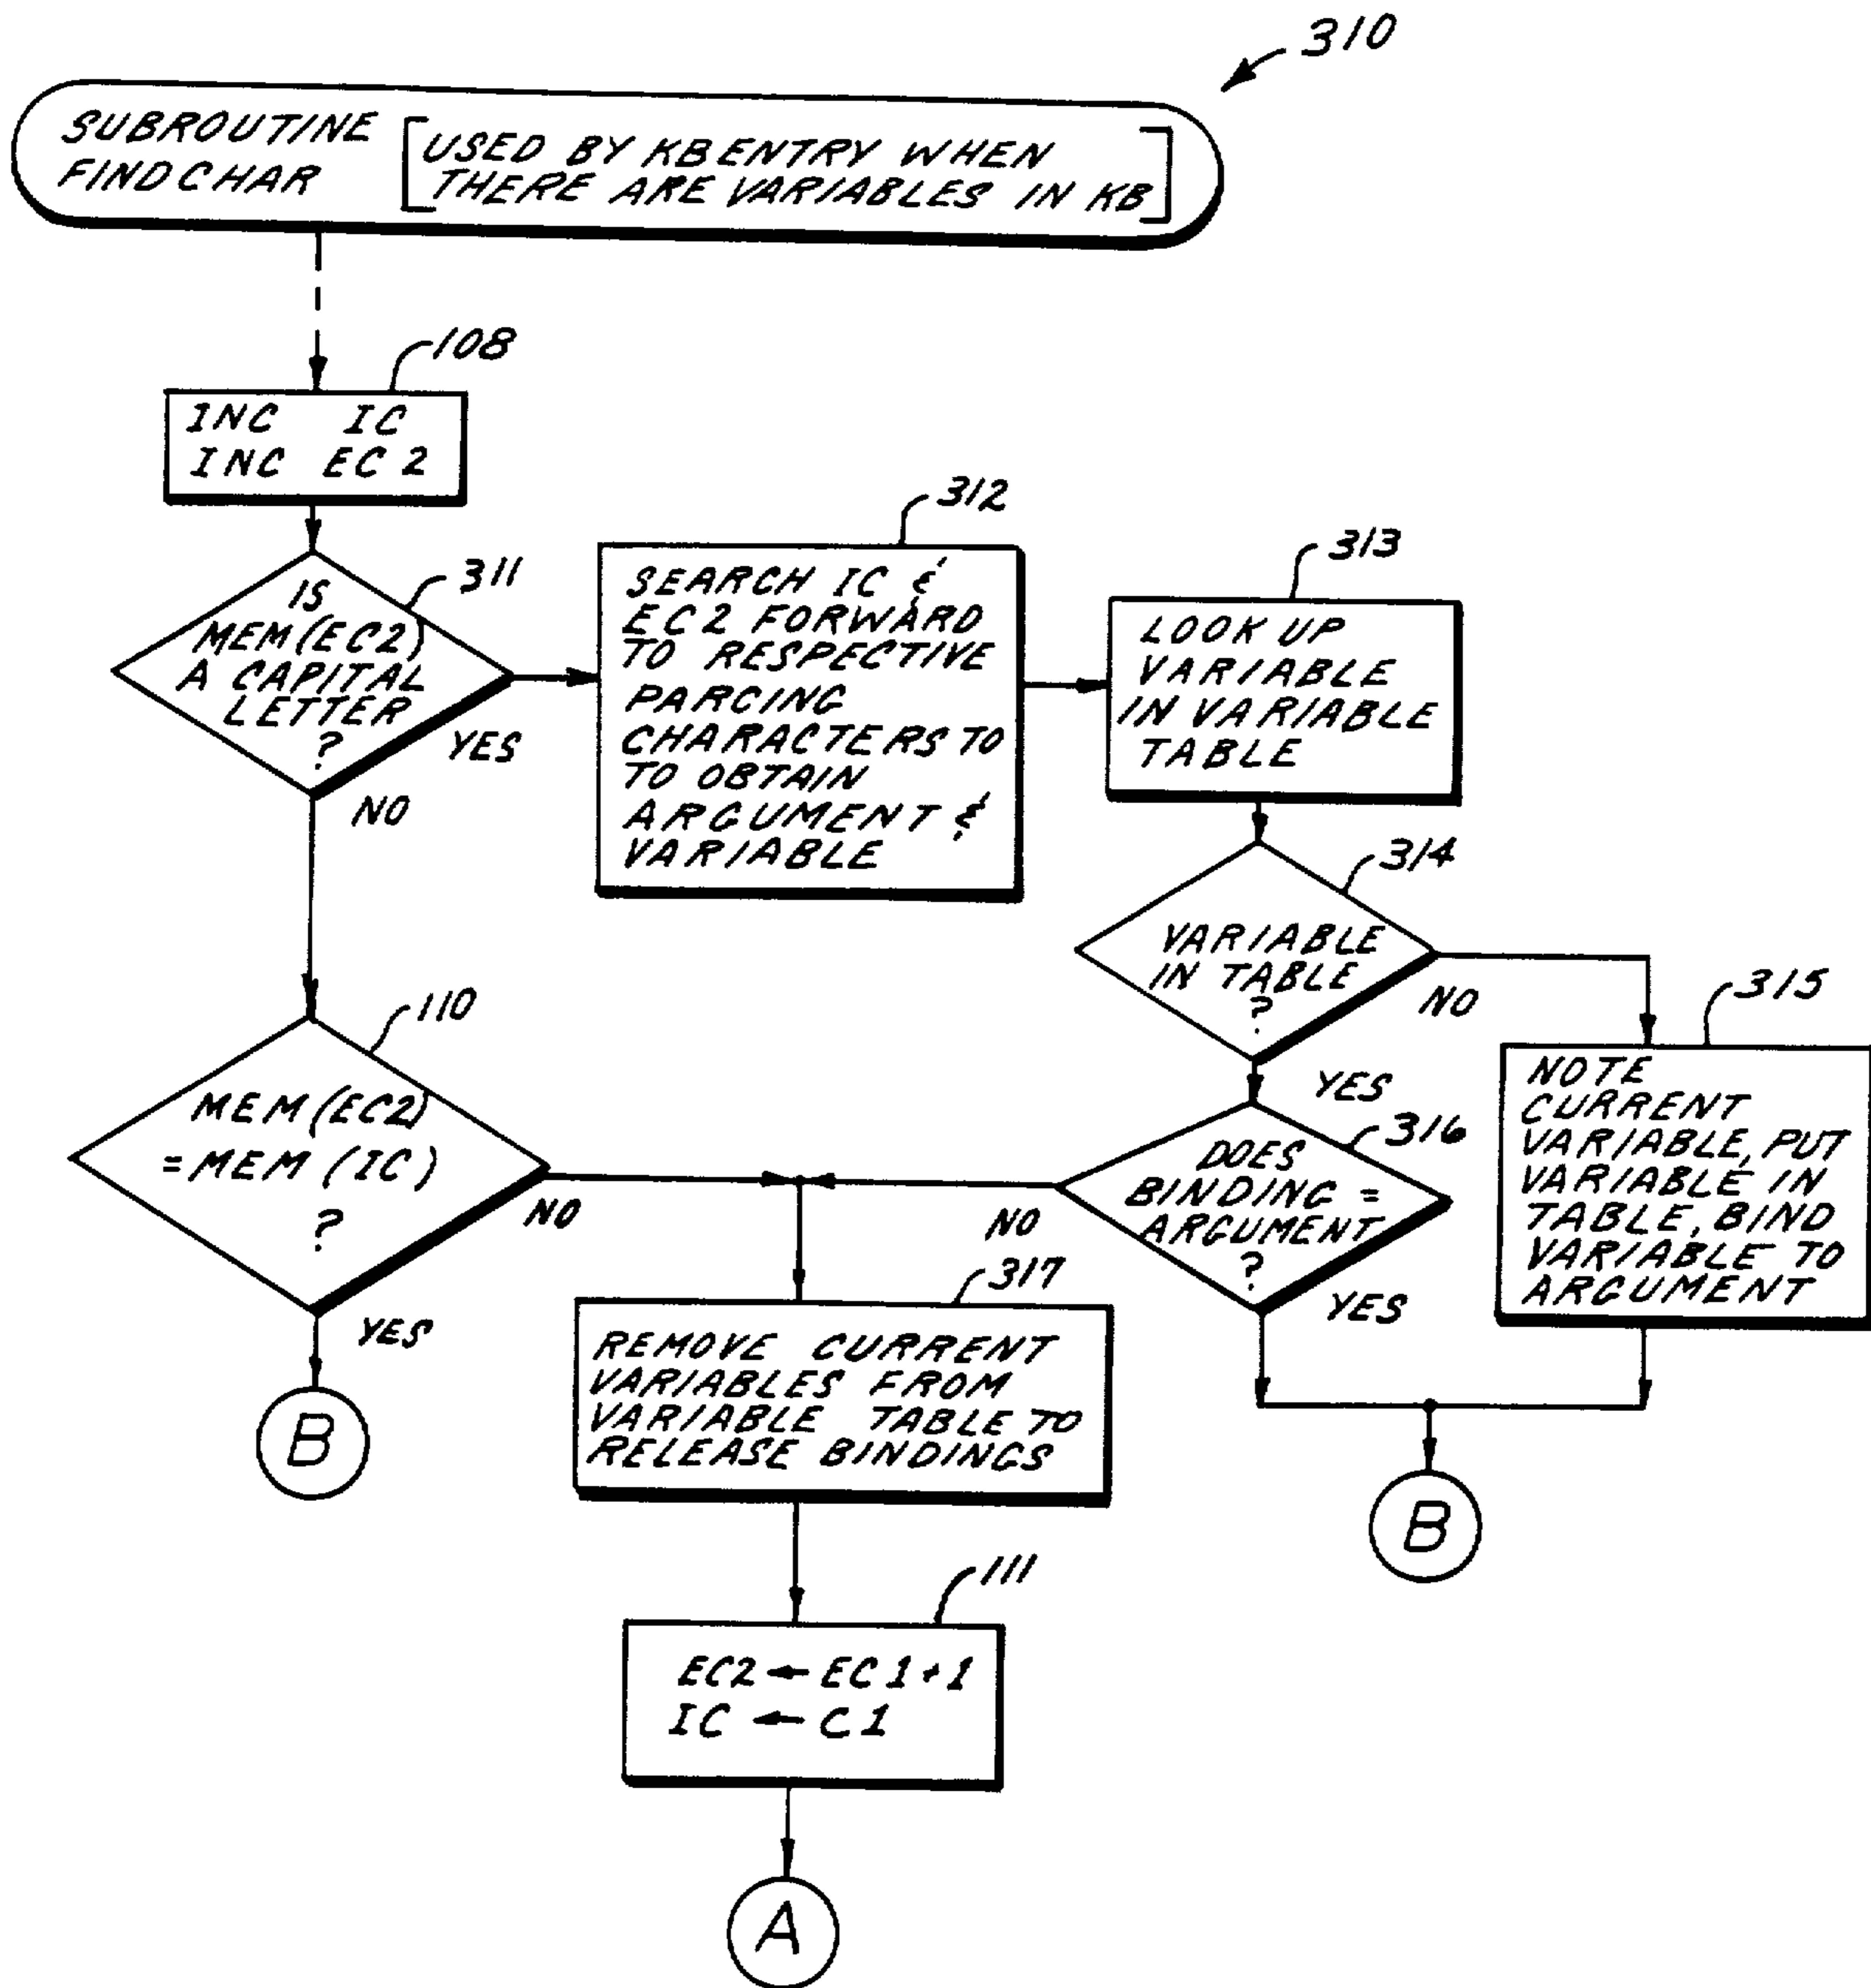 310
SUBROUTINE
FINDCHAR
[USED BY KB ENTRY WHEN
THERE ARE VARIABLES IN KB]
108
INC IC
INC EC2
311
IS
MEM(EC2)
A CAPITAL
LETTER
?
YES
NO
312
SEARCH IC &
EC2 FORWARD
TO RESPECTIVE
PARCING
CHARACTERS TO
TO OBTAIN
ARGUMENT &
VARIABLE
313
LOOK UP
VARIABLE
IN VARIABLE
TABLE
314
VARIABLE
IN TABLE
?
NO
YES
315
NOTE
CURRENT
VARIABLE, PUT
VARIABLE IN
TABLE, BIND
VARIABLE TO
ARGUMENT
110
MEM(EC2)
=MEM(IC)
?
NO
YES
B
316
DOES
BINDING =
ARGUMENT
?
NO
YES
317
REMOVE CURRENT
VARIABLES FROM
VARIABLE TABLE TO
RELEASE BINDINGS
B
111
EC2 ← EC1+1
IC ← C1
A